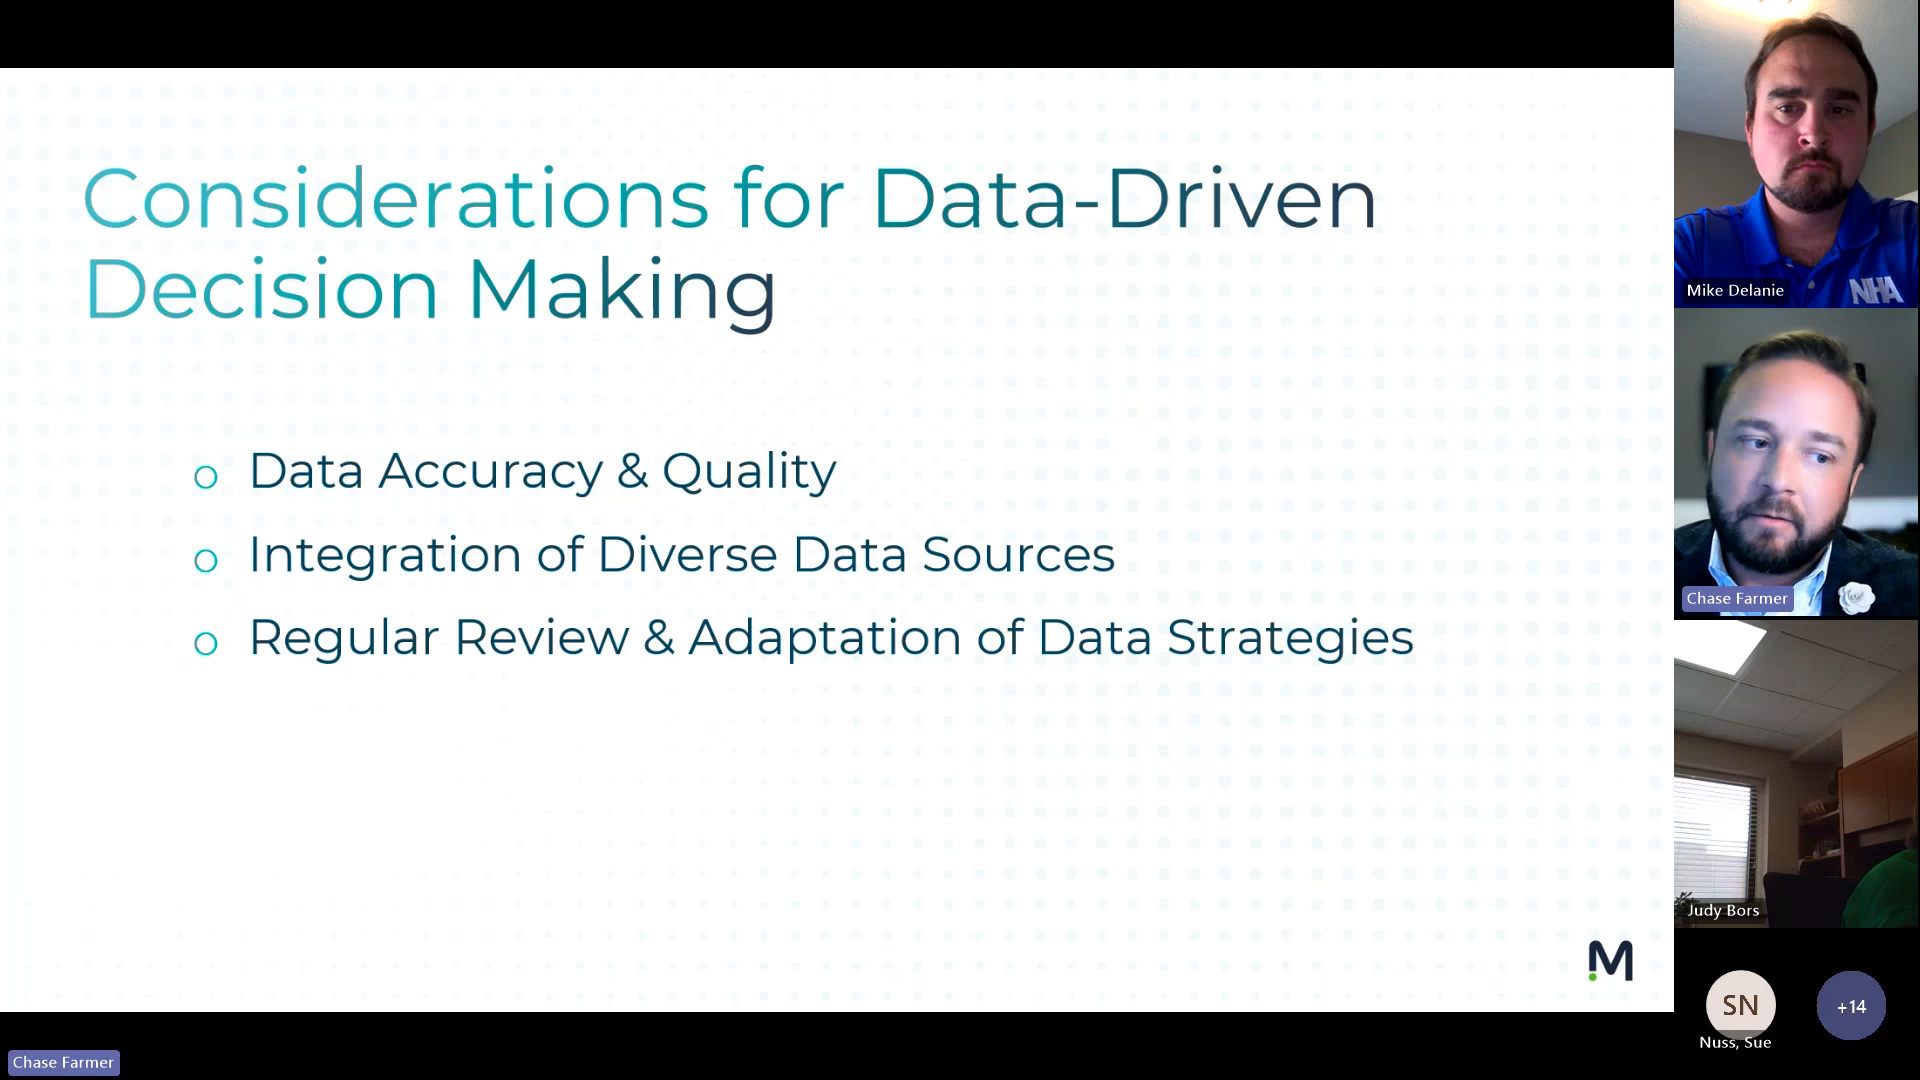 Considerations for Data-Driven
Decision Making
Data Accuracy & Quality
Integration of Diverse Data Sources
Regular Review & Adaptation of Data Strategies
M
Chase Farmer
NHA
Mike Delanie
Chase Farmer
Judy Bors
SN
Nuss, Sue
+14